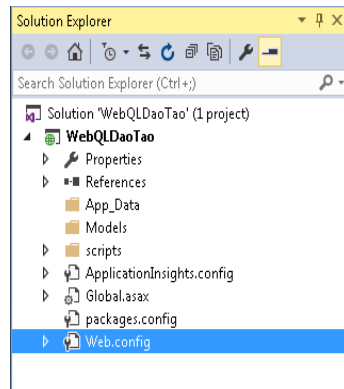 Solution Explorer
Search Solution Explorer (Ctrl+;)
Solution 'WebQLDaoTao' (1 project)
WebQLDaoTao
Properties
References
App_Data
Models
scripts
ApplicationInsights.config
Global.asax
packages.config
Web.config